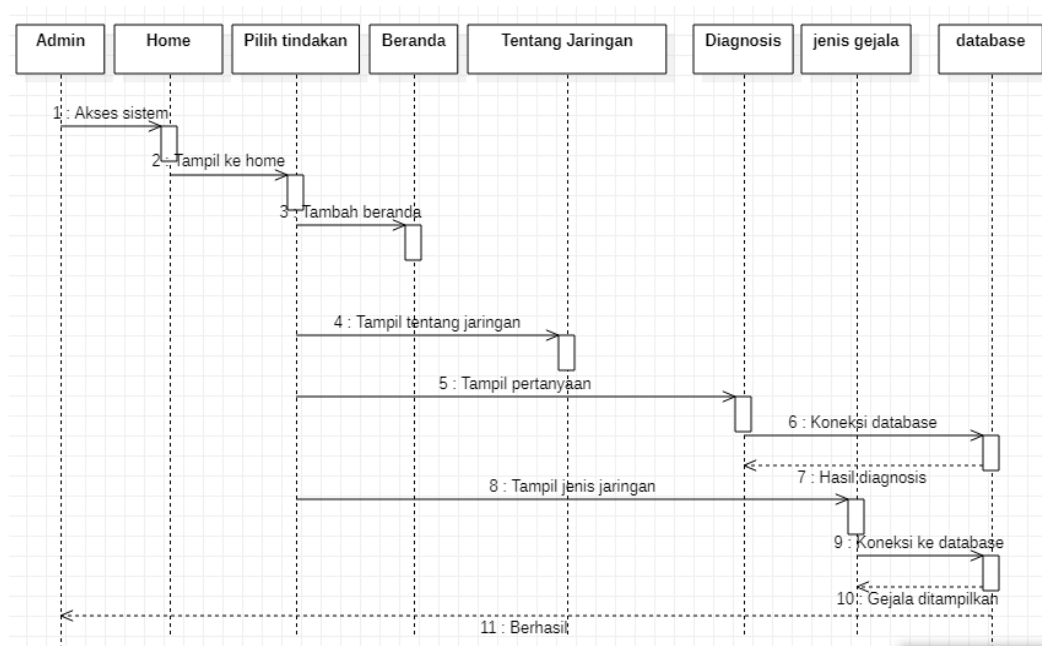 Admin
Home
Pilih tindakan
Beranda
Tentang Jaringan
Diagnosis
jenis gejala
database
1 : Akses sistem
2 : Tampil ke home
3 : Tambah beranda
4 : Tampil tentang jaringan
5 : Tampil pertanyaan
6 : Koneksi database
7 : Hasil diagnosis
8 : Tampil jenis jaringan
9 : Koneksi ke database
10 : Gejala ditampilkan
11 : Berhasil